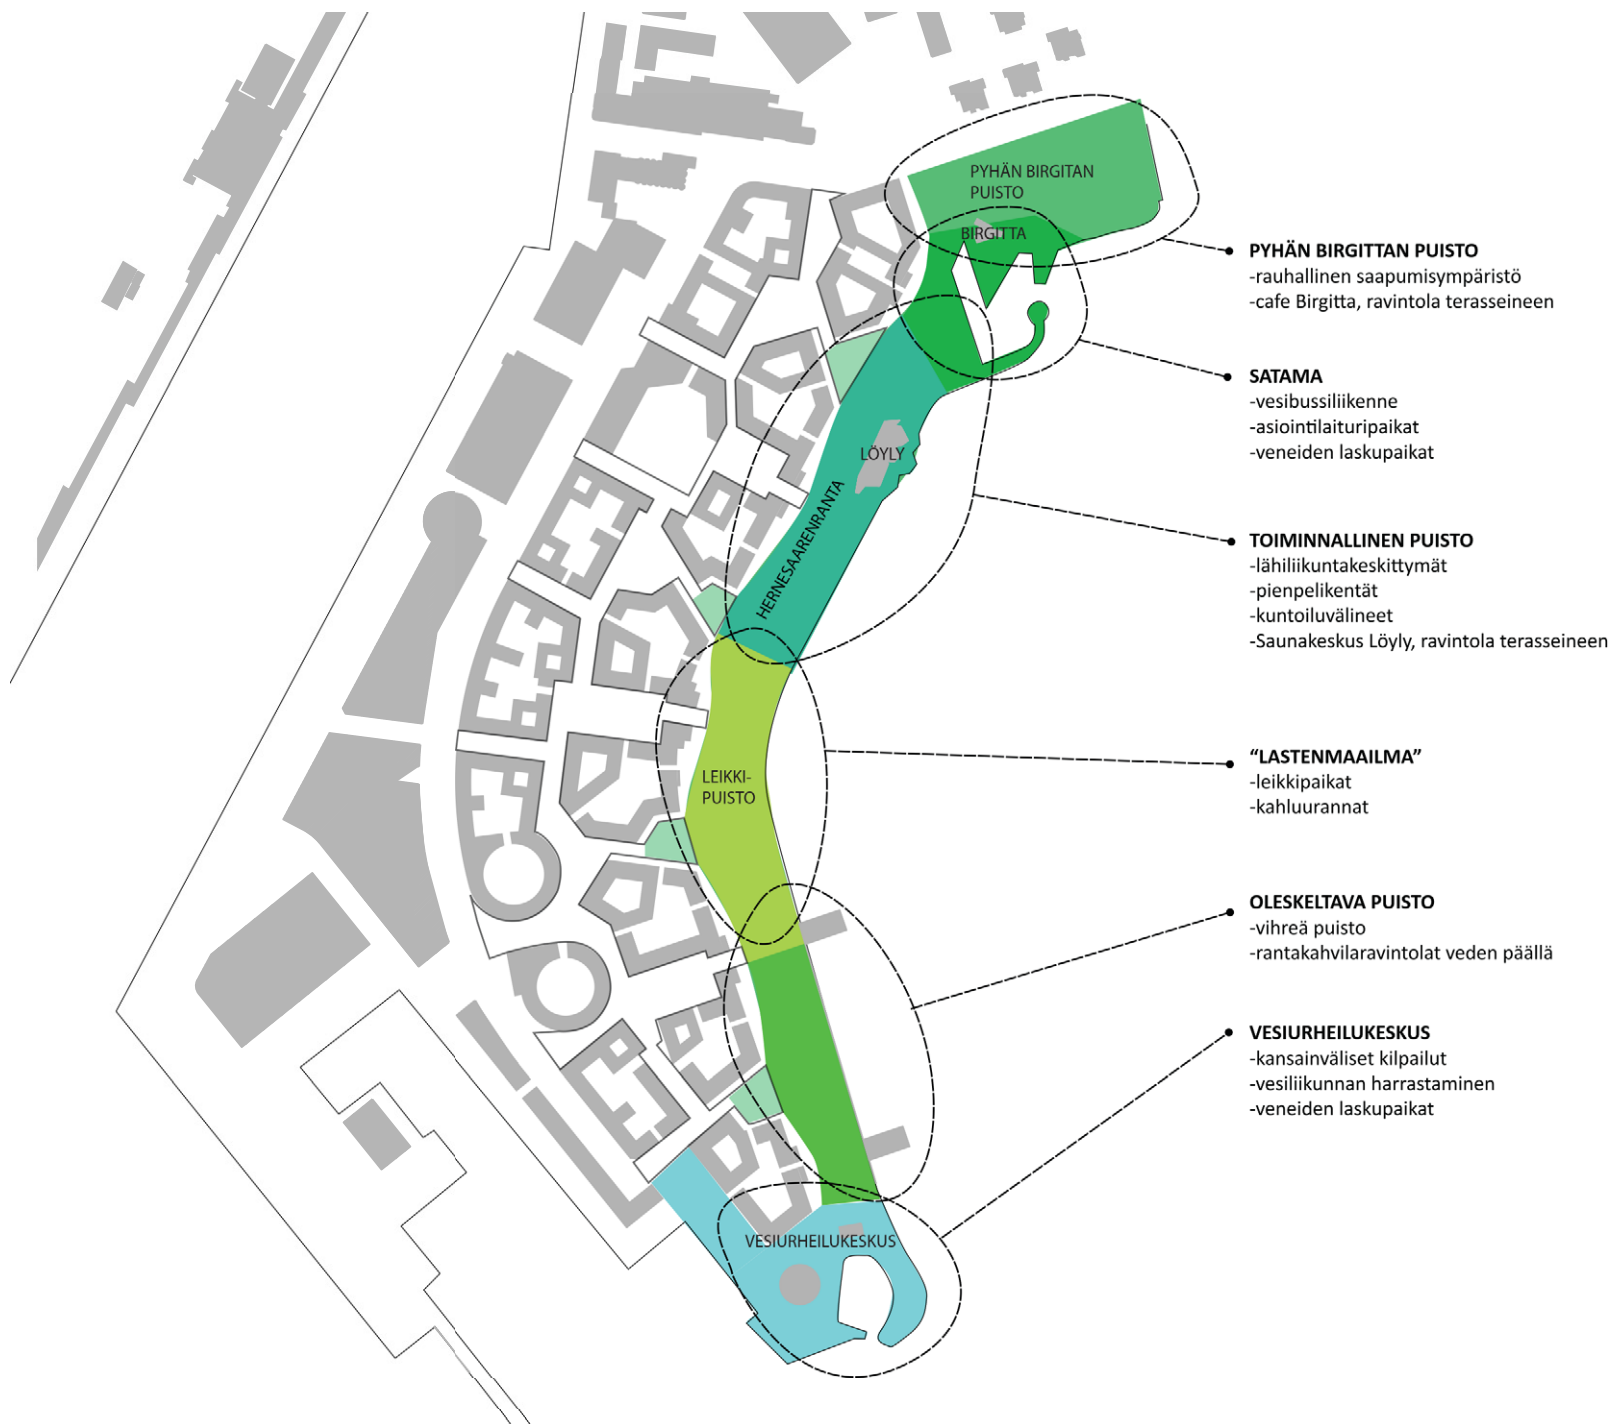 PYHÄN BIRGITAN
PUISTO
BIRGITTA
LÖYLY
HERNESAARENRANTA
LEIKKI-
PUISTO
VESIURHEILUKESKUS
PYHÄN BIRGITTAN PUISTO
-rauhallinen saapumisympäristö
-cafe Birgitta, ravintola terasseineen
SATAMA
-vesibussiliikenne
-asiointilaituripaikat
-veneiden laskupaikat
TOIMINNALLINEN PUISTO
-lähiliikuntakeskittymät
-pienpelikentät
-kuntoiluvälineet
-Saunakeskus Löyly, ravintola terasseineen
“LASTENMAAILMA”
-leikkipaikat
-kahluurannat
OLESKELTAVA PUISTO
-vihreä puisto
-rantakahvilaravintolat veden päällä
VESIURHEILUKESKUS
-kansainväliset kilpailut
-vesiliikunnan harrastaminen
-veneiden laskupaikat